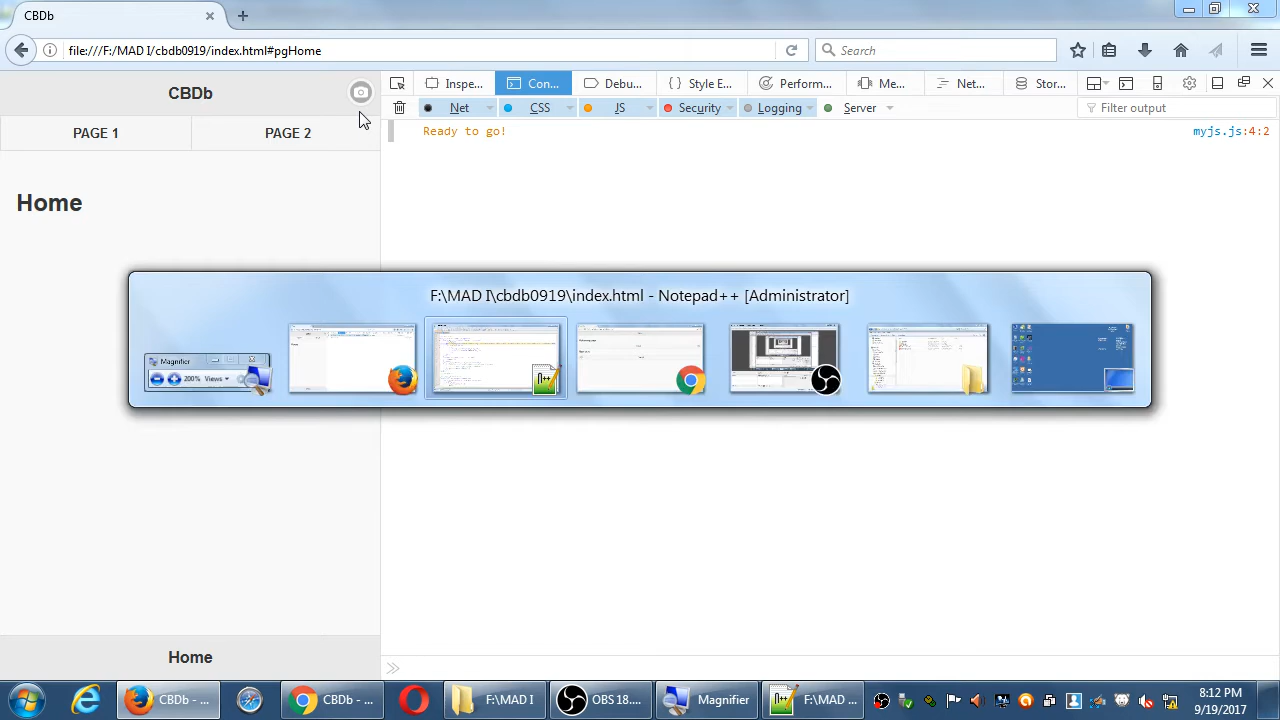 CBDb
file:///F:/MAD I/cbdb0919/index.html#pgHome
Search
CBDb
Inspe...
Con...
Debu...
Style E...
Perform...
Me...
Net...
Stor...
Net
CSS
JS
Security
Logging
Server
Filter output
PAGE 1
PAGE 2
Ready to go!
myjs.js:4:2
Home
F:\MAD I\cbdb0919\index.html - Notepad++ [Administrator]
Magnifier
200% Views
Home
CBDb - ...
CBDb - ...
F:\MAD I
OBS 18....
Magnifier
F:\MAD ...
8:12 PM
9/19/2017